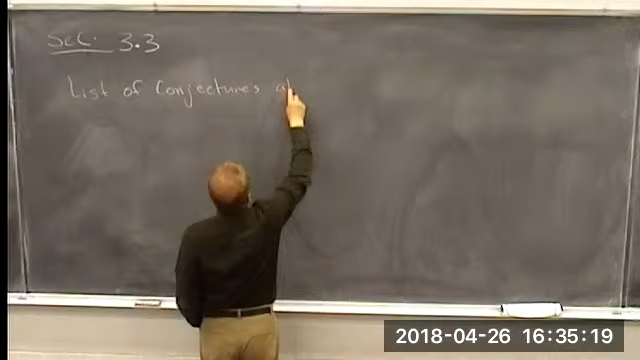 Sec. 3.3
List of Conjectures
2018-04-26 16:35:19